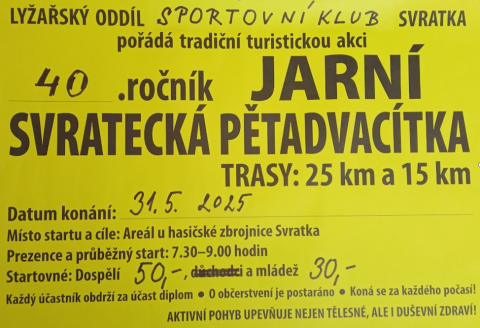 LYŽAŘSKÝ ODDÍL SPORTOVNÍ KLUB SVRATKA
pořádá tradiční turistickou akci
40 .ročník JARNÍ
SVRATECKÁ PĚTADVACÍTKA
TRASY: 25 km a 15 km
Datum konání: 31.5. 2025
Místo startu a cíle: Areál u hasičské zbrojnice Svratka
Prezence a průběžný start: 7.30–9.00 hodin
Startovné: Dospělí 50,-, důchodci a mládež 30,-
Každý účastník obdrží za účast diplom • O občerstvení je postaráno • Koná se za každého počasí!
AKTIVNÍ POHYB UPEVŇUJE NEJEN TĚLESNÉ, ALE I DUŠEVNÍ ZDRAVÍ!